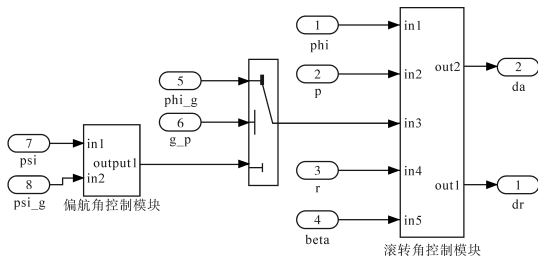 1
phi
in1
2
p
in2
out2
2
da
5
phi_g
6
g_p
in3
7
psi
in1
output1
8
psi_g
in2
偏航角控制模块
3
r
in4
out1
1
dr
4
beta
in5
滚转角控制模块